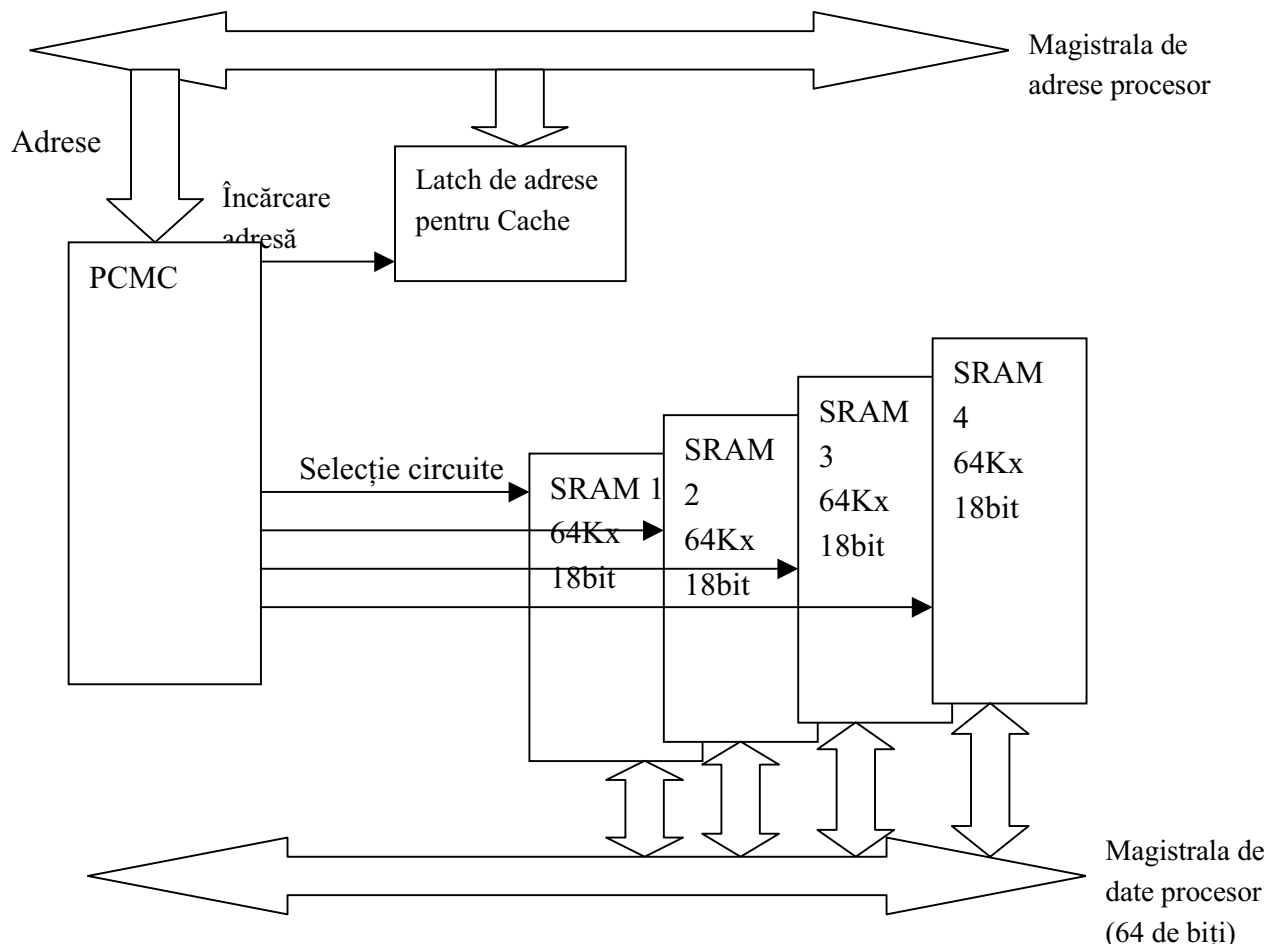 Magistrala de
adrese procesor
Adrese
Încărcare
adresă
Latch de adrese
pentru Cache
PCMC
Selecție circuite
SRAM 1
64Kx
18bit
SRAM
2
64Kx
18bit
SRAM
3
64Kx
18bit
SRAM
4
64Kx
18bit
Magistrala de
date procesor
(64 de biți)